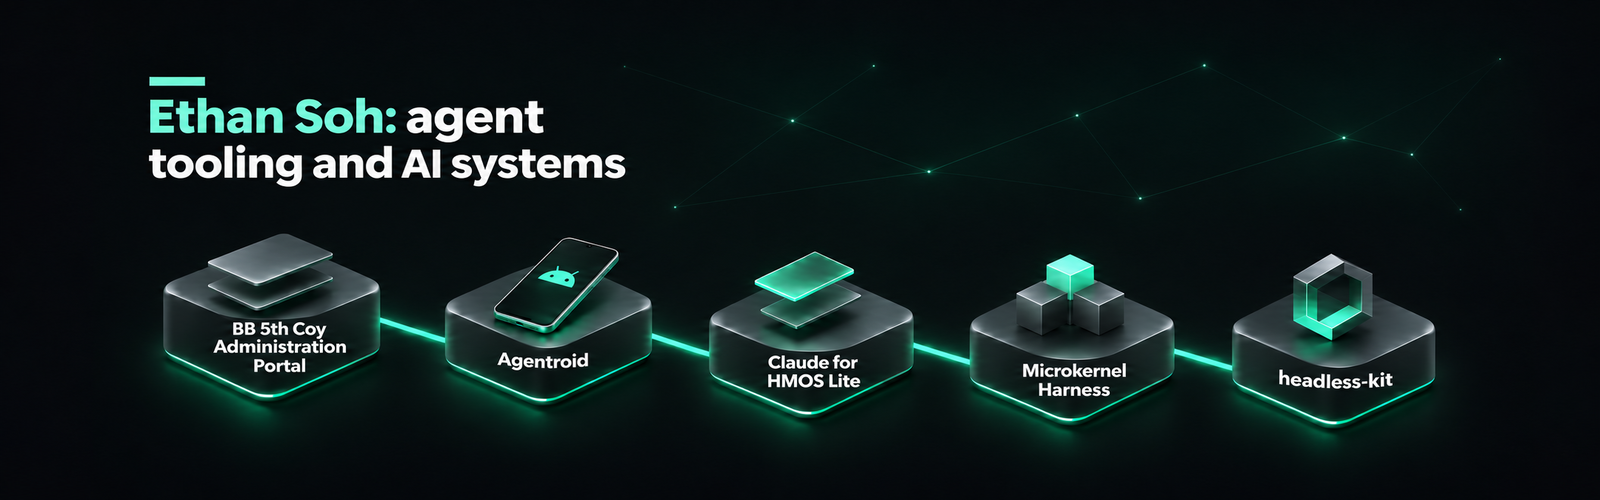 Ethan Soh: agent
tooling and AI systems
BB 5th Coy
Administration
Portal
Agentroid
Claude for
HMOS Lite
Microkernel
Harness
headless-kit